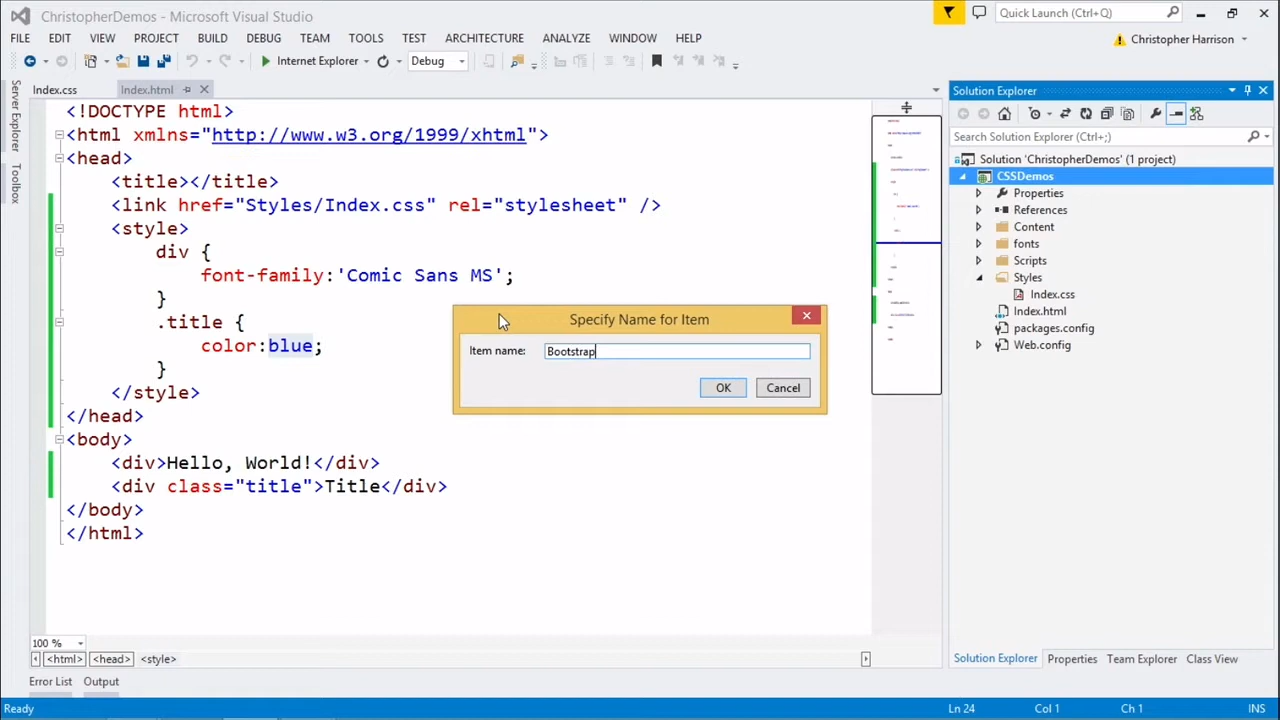 ChristopherDemos - Microsoft Visual Studio
Quick Launch (Ctrl+Q)
FILE EDIT VIEW PROJECT BUILD DEBUG TEAM TOOLS TEST ARCHITECTURE ANALYZE WINDOW HELP
Christopher Harrison
Internet Explorer
Debug
Server Explorer
Toolbox
Index.css
Index.html
<!DOCTYPE html>
<html xmlns="http://www.w3.org/1999/xhtml">
<head>
<title></title>
<link href="Styles/Index.css" rel="stylesheet" />
<style>
div {
font-family:'Comic Sans MS';
}
.title {
color:blue;
}
</style>
</head>
<body>
<div>Hello, World!</div>
<div class="title">Title</div>
</body>
</html>
Specify Name for Item
Item name:
Bootstrap
OK
Cancel
Solution Explorer
Search Solution Explorer (Ctrl+;)
Solution 'ChristopherDemos' (1 project)
CSSDemos
Properties
References
Content
fonts
Scripts
Styles
Index.css
Index.html
packages.config
Web.config
100 %
<html> <head> <style>
Solution Explorer Properties Team Explorer Class View
Error List Output
Ready
Ln 24
Col 1
Ch 1
INS